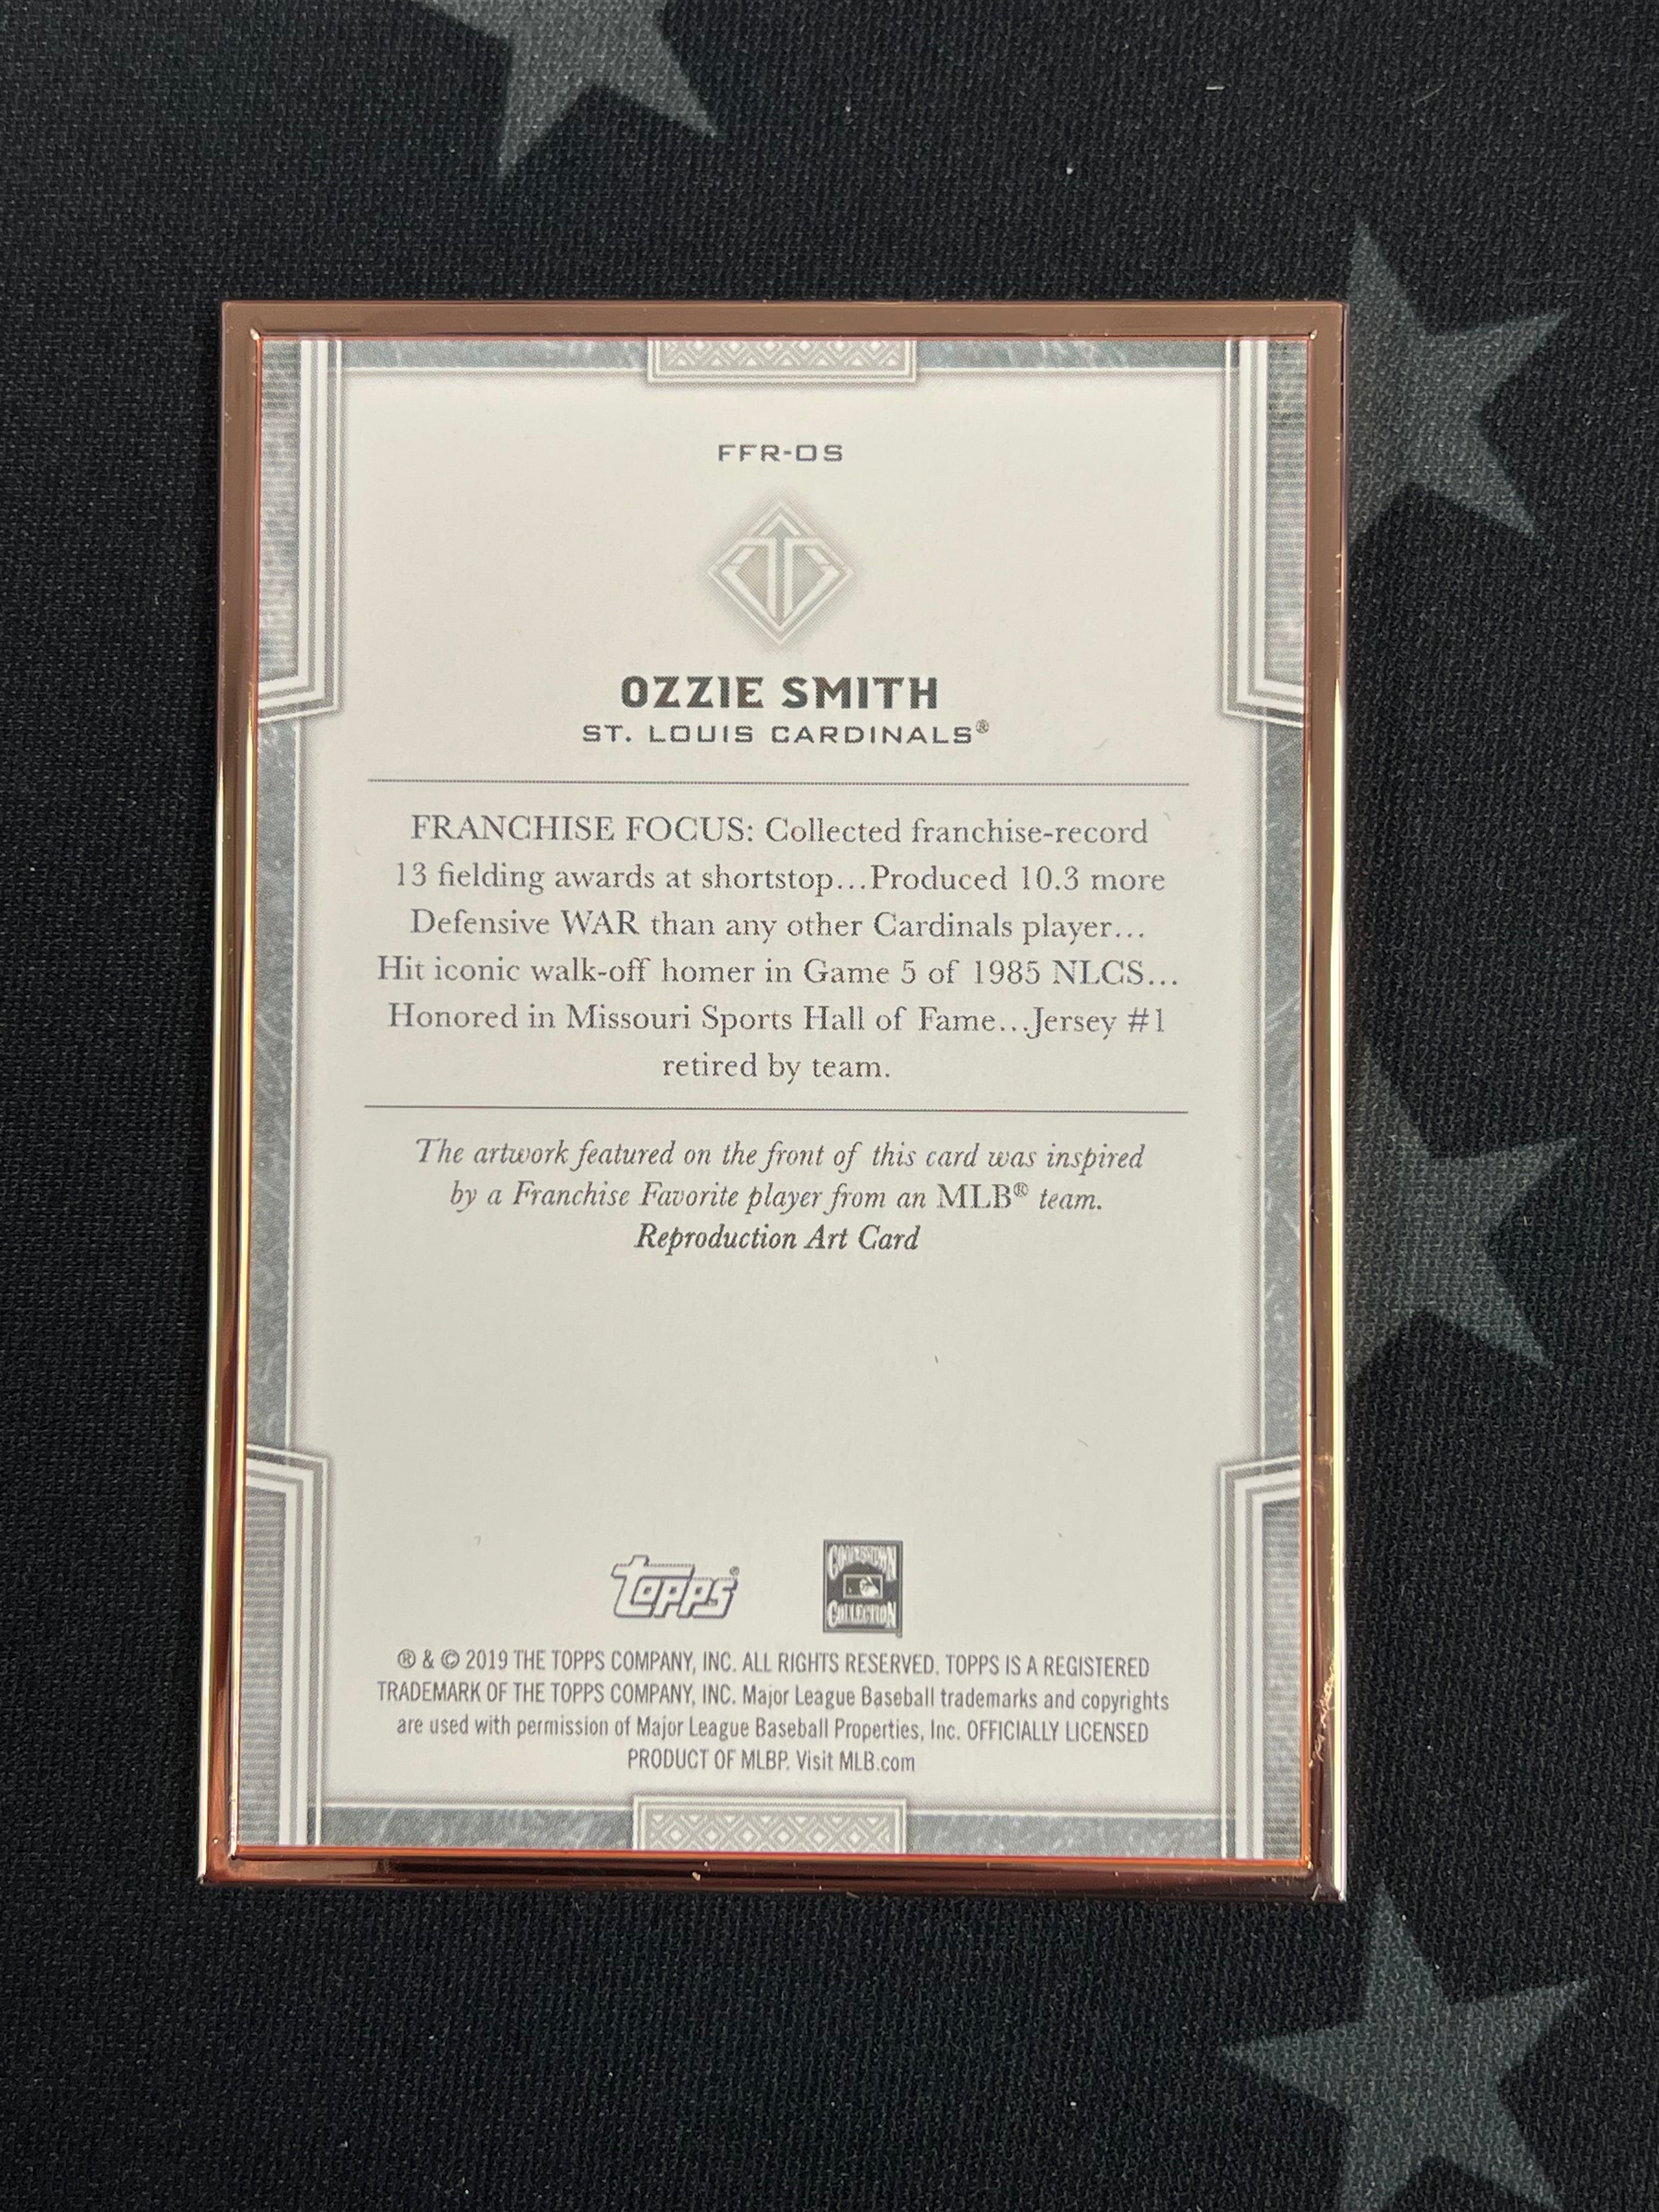 FFR-OS
OZZIE SMITH
ST. LOUIS CARDINALS®
FRANCHISE FOCUS: Collected franchise-record
13 fielding awards at shortstop...Produced 10.3 more
Defensive WAR than any other Cardinals player...
Hit iconic walk-off homer in Game 5 of 1985 NLCS...
Honored in Missouri Sports Hall of Fame...Jersey #1
retired by team.
The artwork featured on the front of this card was inspired
by a Franchise Favorite player from an MLB® team.
Reproduction Art Card
Topps®
COOPERSTOWN
COLLECTION
® & © 2019 THE TOPPS COMPANY, INC. ALL RIGHTS RESERVED. TOPPS IS A REGISTERED
TRADEMARK OF THE TOPPS COMPANY, INC. Major League Baseball trademarks and copyrights
are used with permission of Major League Baseball Properties, Inc. OFFICIALLY LICENSED
PRODUCT OF MLBP. Visit MLB.com